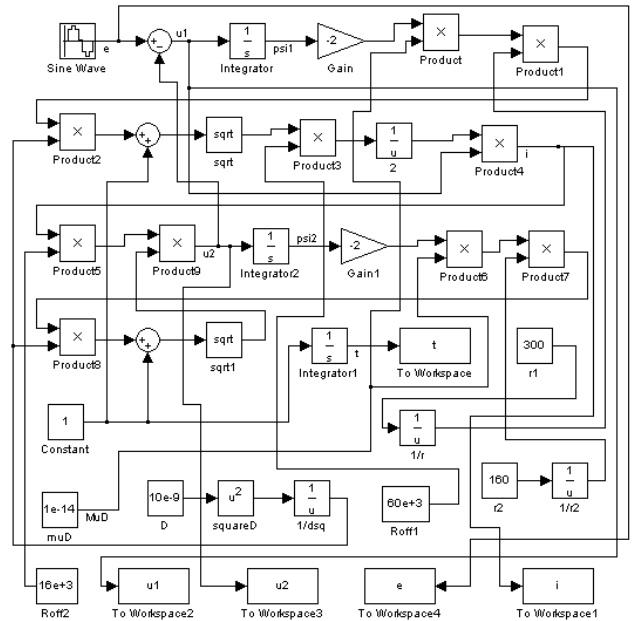 e
u1
Sine Wave
1
s
psi1
Integrator
-2
Gain
Product
Product1
Product2
sqrt
sqrt
Product3
1
u
2
Product4
i
Product5
Product9
u2
1
s
psi2
Integrator2
-2
Gain1
Product6
Product7
Product8
sqrt
sqrt1
1
s
t
Integrator1
t
To Workspace
300
r1
1
Constant
1
u
1/r
1e-14
MuD
muD
10e-9
D
u2
squareD
1
u
1/dsq
60e+3
Roff1
160
r2
1
u
1/r2
16e+3
Roff2
u1
To Workspace2
u2
To Workspace3
e
To Workspace4
i
To Workspace1